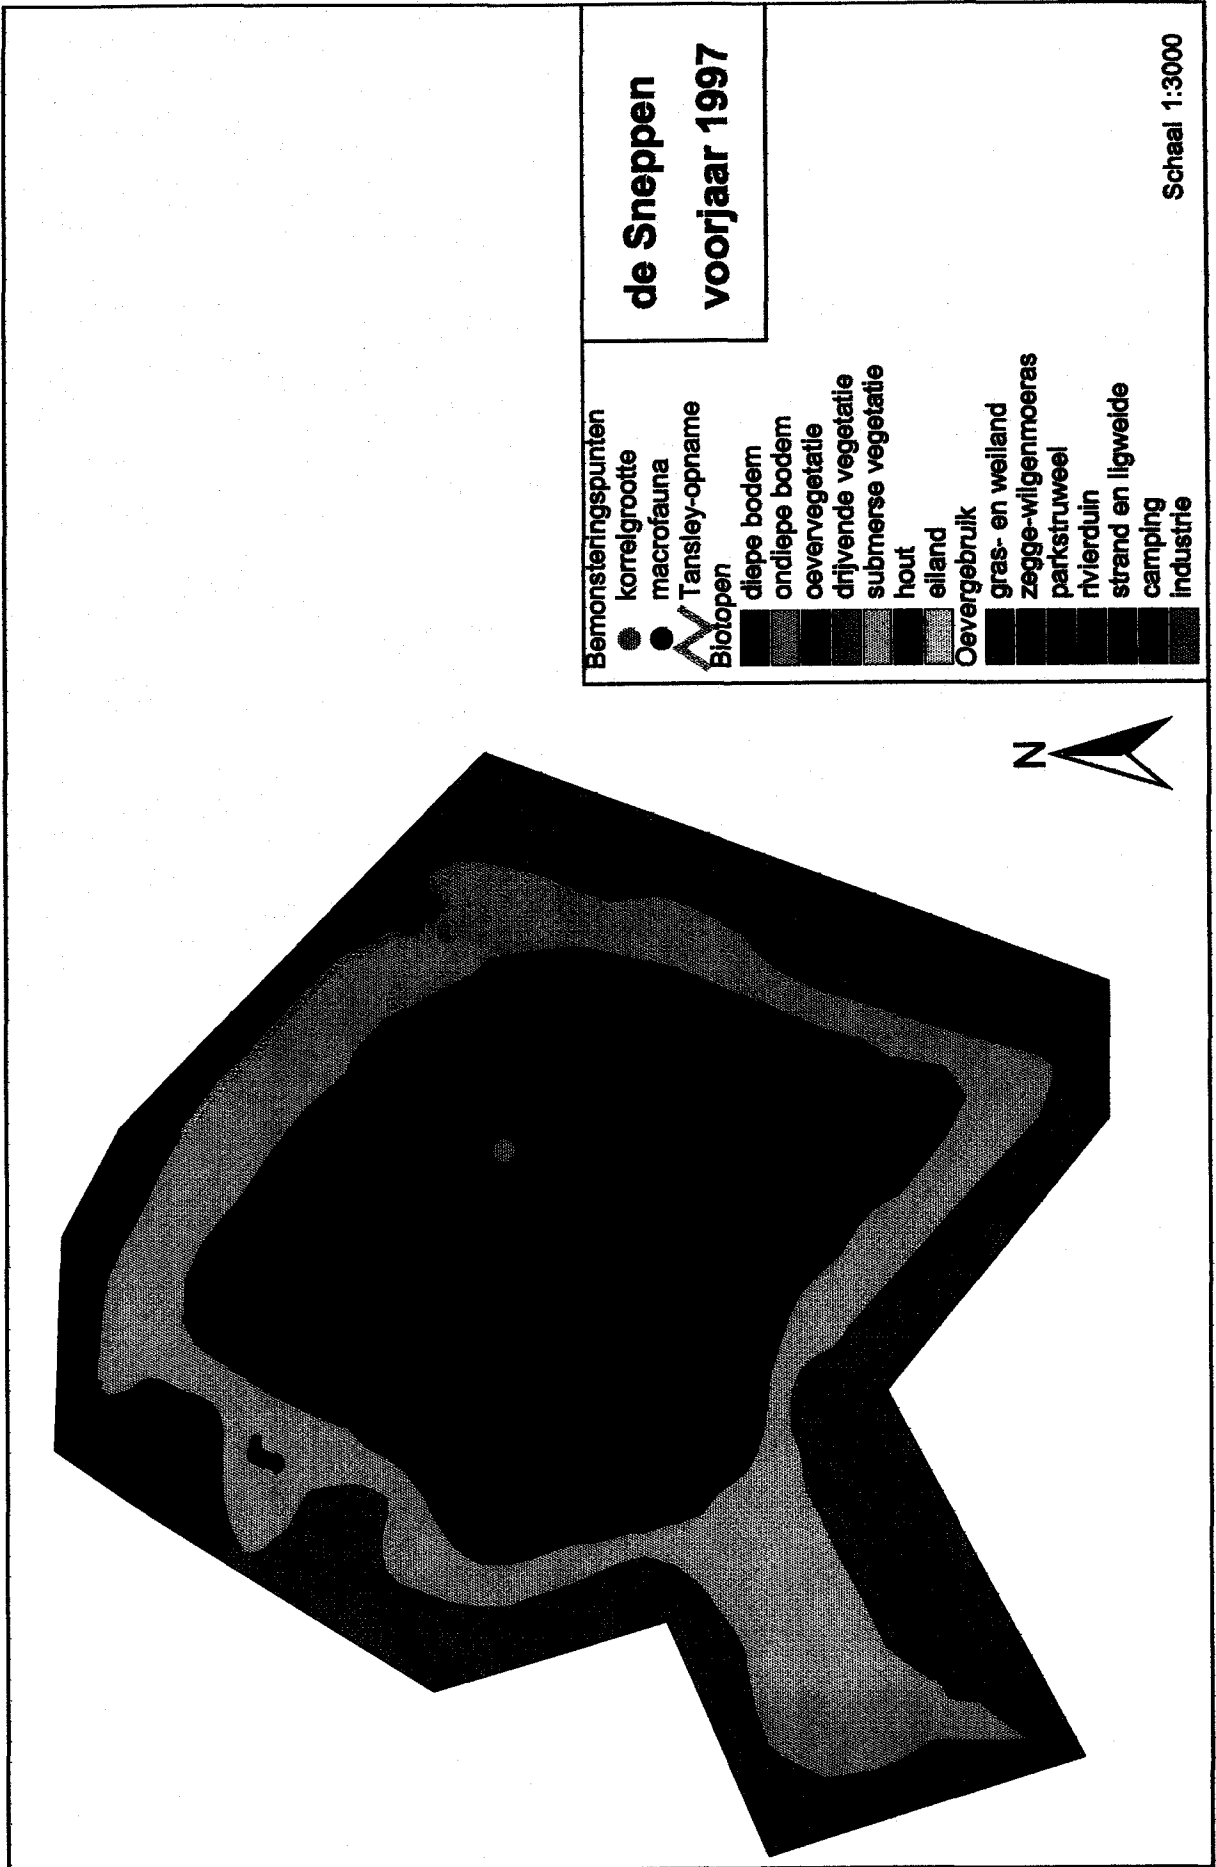 de Sneppen
voorjaar 1997
Bemonsteringspunten
korrelgrootte
macrofauna
Tansley-opname
Biotopen
diepe bodem
ondiepe bodem
oevervegetatie
drijvende vegetatie
submerse vegetatie
hout
eiland
Oevergebruik
gras- en weiland
zegge-wilgenmoeras
parkstruweel
rivierduin
strand en ligweide
camping
industrie
Schaal 1:3000
N